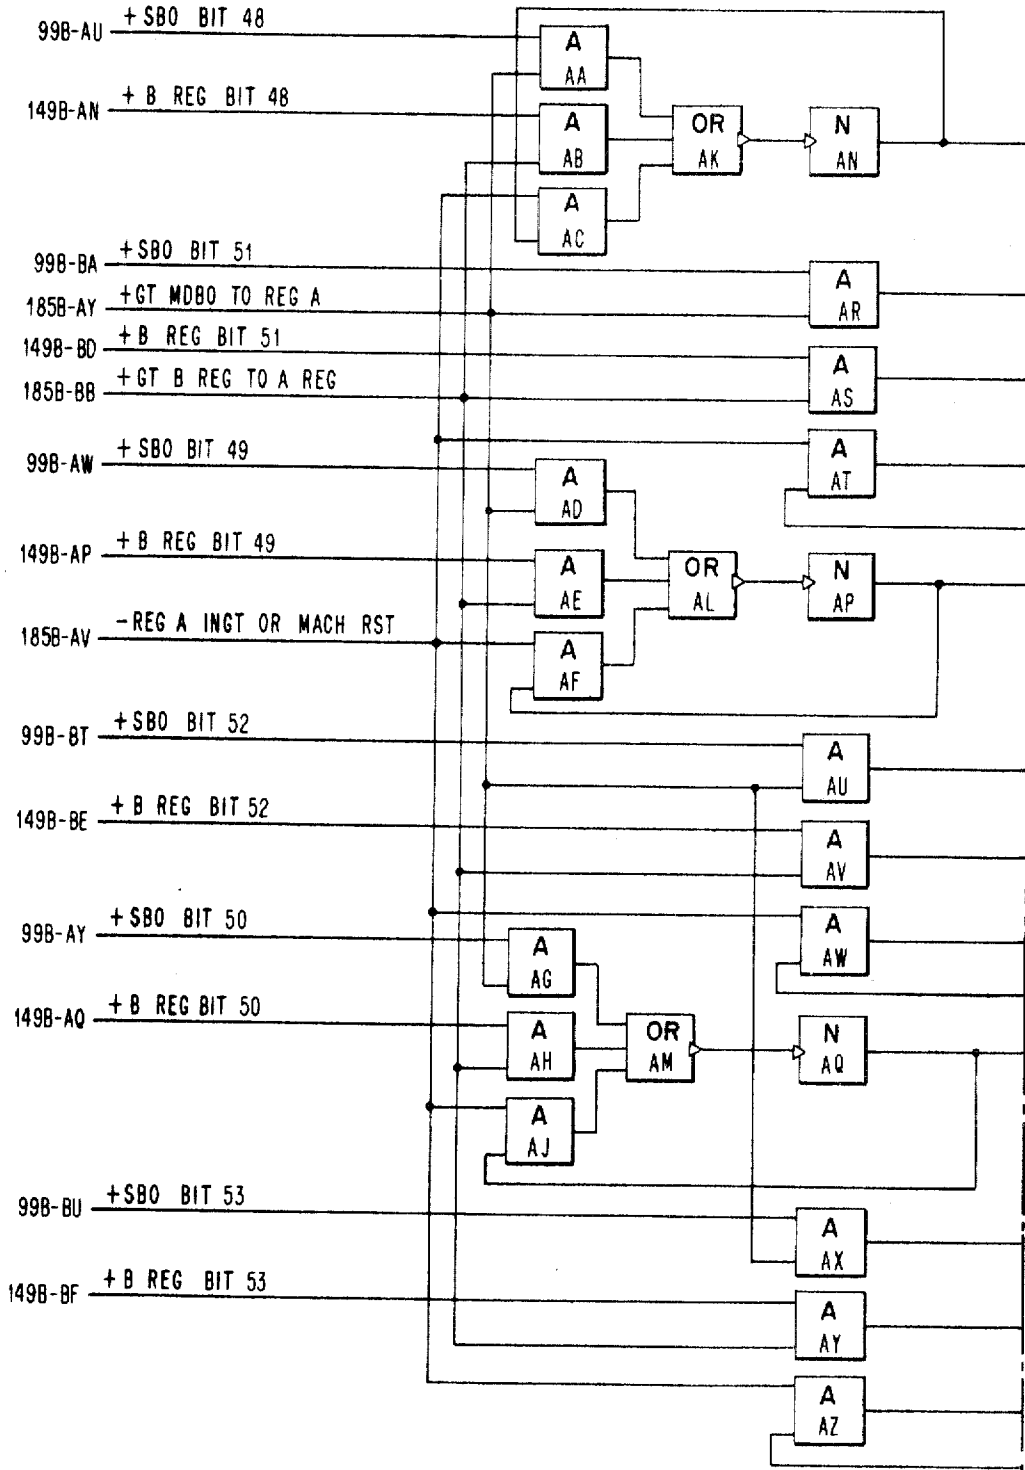 99B-AU +SBO BIT 48
A
AA
149B-AN +B REG BIT 48
A
AB
OR
AK
N
AN
A
AC
99B-BA +SBO BIT 51
A
AR
185B-AY +GT MDBO TO REG A
149B-BD +B REG BIT 51
A
AS
185B-BB +GT B REG TO A REG
99B-AW +SBO BIT 49
A
AT
A
AD
149B-AP +B REG BIT 49
A
AE
OR
AL
N
AP
185B-AV -REG A INGT OR MACH RST
A
AF
99B-BT +SBO BIT 52
A
AU
149B-BE +B REG BIT 52
A
AV
99B-AY +SBO BIT 50
A
AW
A
AG
149B-AQ +B REG BIT 50
A
AH
OR
AM
N
AQ
A
AJ
99B-BU +SBO BIT 53
A
AX
149B-BF +B REG BIT 53
A
AY
A
AZ